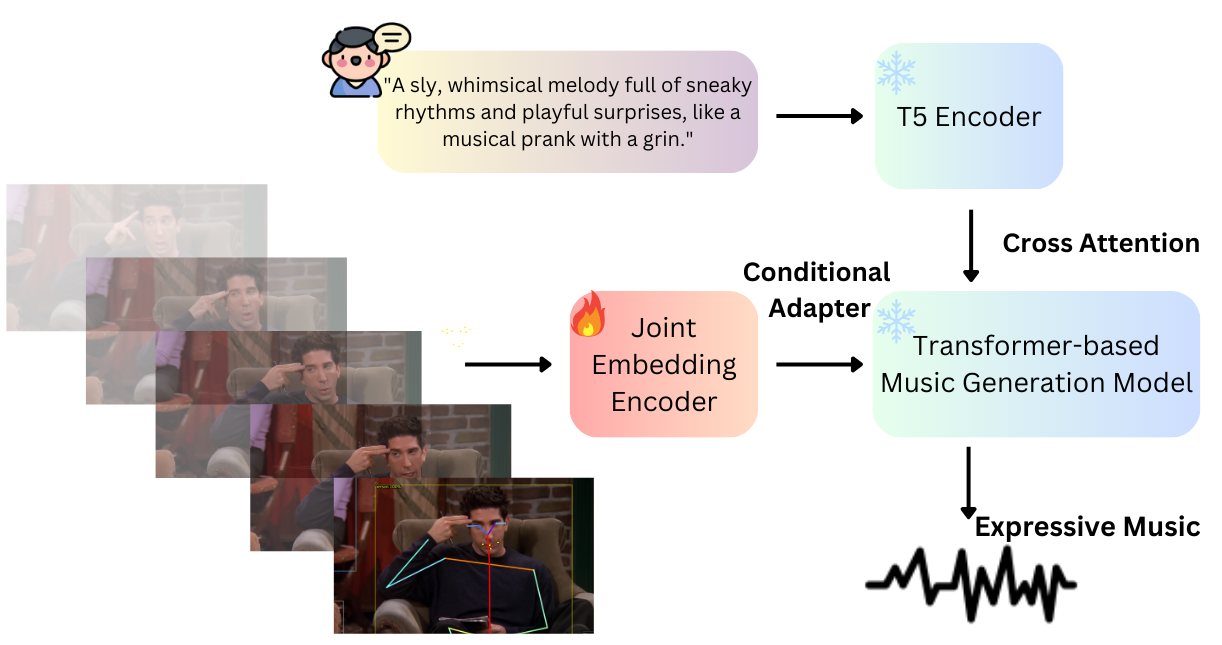 "A sly, whimsical melody full of sneaky
rhythms and playful surprises, like a
musical prank with a grin."
T5 Encoder
Cross Attention
Conditional
Adapter
Joint
Embedding
Encoder
Transformer-based
Music Generation Model
Expressive Music